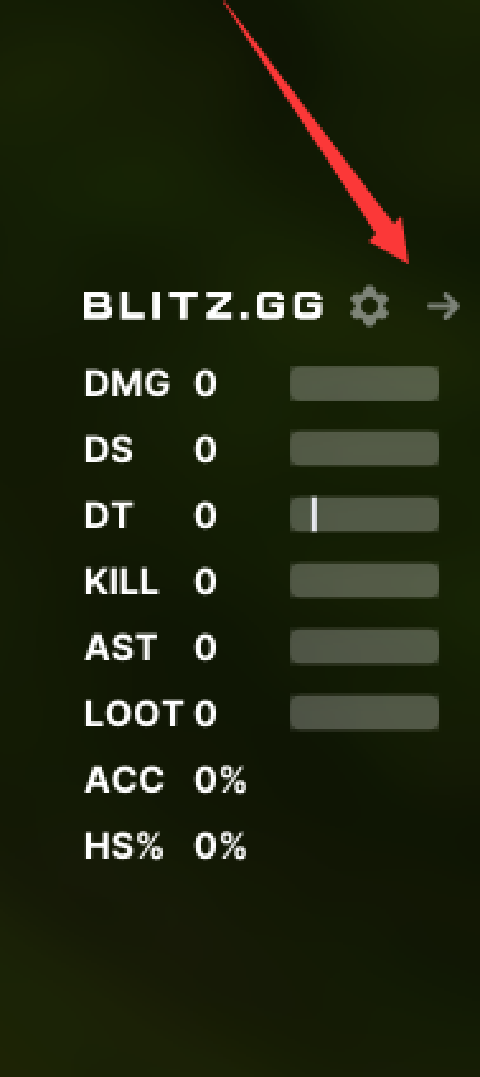 BLITZ.GG
DMG 0
DS 0
DT 0
KILL 0
AST 0
LOOT 0
ACC 0%
HS% 0%